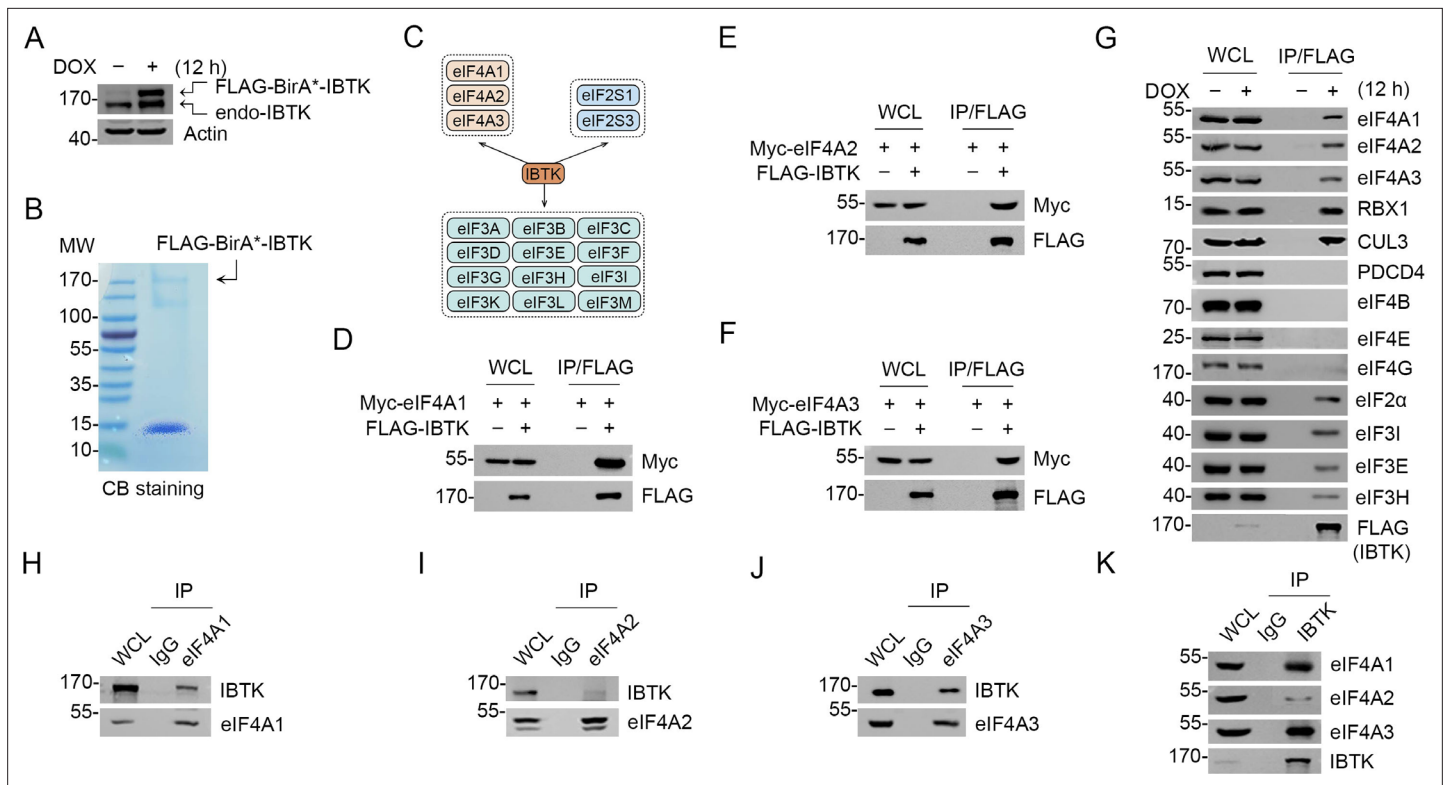 A
DOX – + (12 h)
170- FLAG-BirA*-IBTK
endo-IBTK
40- Actin
B
MW FLAG-BirA*-IBTK
170-
100-
55-
35-
15-
10-
CB staining
C
eIF4A1
eIF4A2
eIF4A3
eIF2S1
eIF2S3
IBTK
eIF3A eIF3B eIF3C
eIF3D eIF3E eIF3F
eIF3G eIF3H eIF3I
eIF3K eIF3L eIF3M
D
WCL IP/FLAG
Myc-eIF4A1 + + + +
FLAG-IBTK – + – +
55- Myc
170- FLAG
E
WCL IP/FLAG
Myc-eIF4A2 + + + +
FLAG-IBTK – + – +
55- Myc
170- FLAG
F
WCL IP/FLAG
Myc-eIF4A3 + + + +
FLAG-IBTK – + – +
55- Myc
170- FLAG
G
WCL IP/FLAG
DOX – + – + (12 h)
55- eIF4A1
55- eIF4A2
55- eIF4A3
15- RBX1
70- CUL3
55- PDCD4
70- eIF4B
25- eIF4E
170- eIF4G
40- eIF2α
40- eIF3I
40- eIF3E
40- eIF3H
170- FLAG
(IBTK)
H
IP
WCL IgG eIF4A1
170- IBTK
55- eIF4A1
I
IP
WCL IgG eIF4A2
170- IBTK
55- eIF4A2
J
IP
WCL IgG eIF4A3
170- IBTK
55- eIF4A3
K
IP
WCL IgG IBTK
55- eIF4A1
55- eIF4A2
55- eIF4A3
170- IBTK